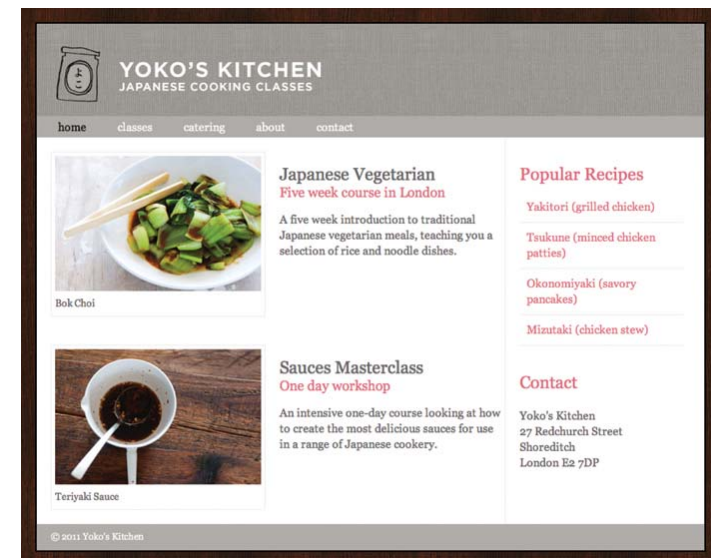 よこ
YOKO'S KITCHEN
JAPANESE COOKING CLASSES
home classes catering about contact
Japanese Vegetarian
Five week course in London
A five week introduction to traditional
Japanese vegetarian meals, teaching you a
selection of rice and noodle dishes.
Bok Choi
Sauces Masterclass
One day workshop
An intensive one-day course looking at how
to create the most delicious sauces for use
in a range of Japanese cookery.
Teriyaki Sauce
Popular Recipes
Yakitori (grilled chicken)
Tsukune (minced chicken
patties)
Okonomiyaki (savory
pancakes)
Mizutaki (chicken stew)
Contact
Yoko's Kitchen
27 Redchurch Street
Shoreditch
London E2 7DP
© 2011 Yoko's Kitchen